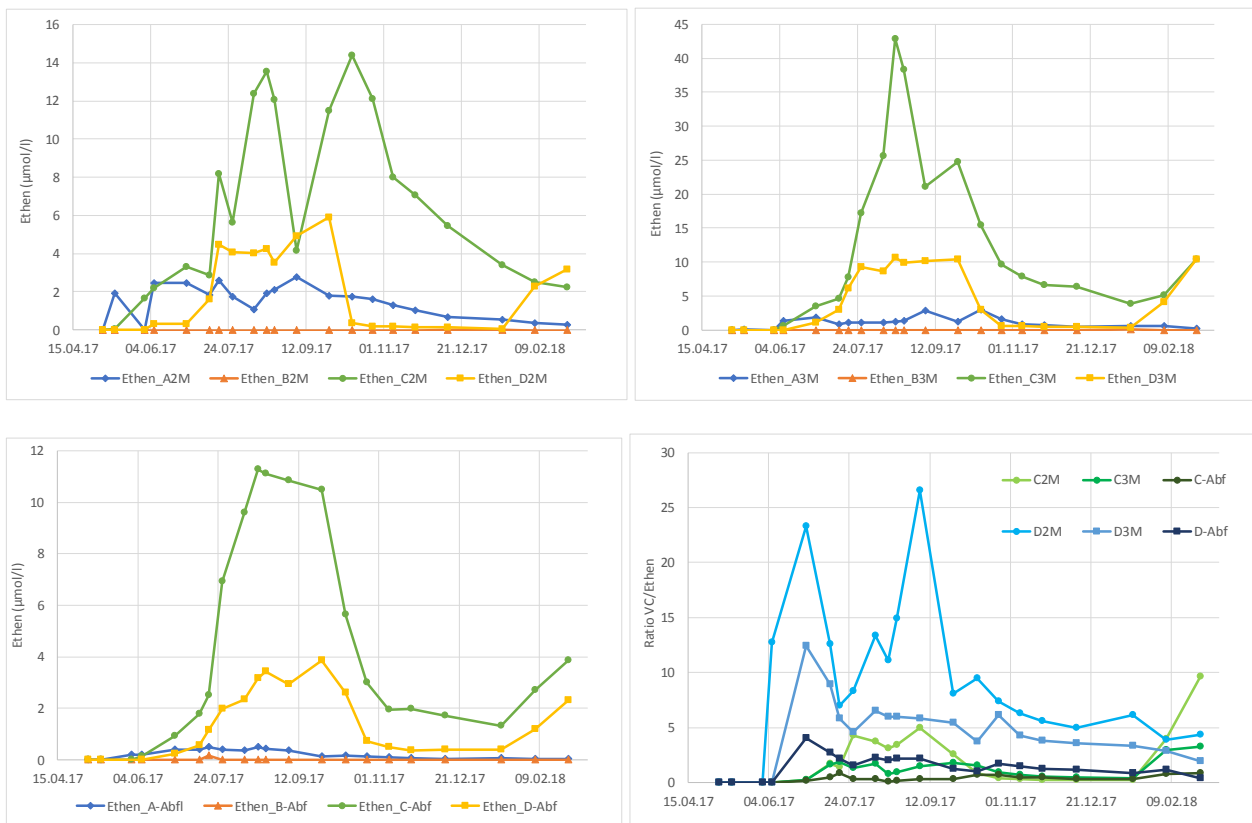 16
14
12
10
8
6
4
2
0
Ethen (µmol/l)
15.04.17 04.06.17 24.07.17 12.09.17 01.11.17 21.12.17 09.02.18
Ethen_A2M Ethen_B2M Ethen_C2M Ethen_D2M
45
40
35
30
25
20
15
10
5
0
Ethen (µmol/l)
15.04.17 04.06.17 24.07.17 12.09.17 01.11.17 21.12.17 09.02.18
Ethen_A3M Ethen_B3M Ethen_C3M Ethen_D3M
12
10
8
6
4
2
0
Ethen (µmol/l)
15.04.17 04.06.17 24.07.17 12.09.17 01.11.17 21.12.17 09.02.18
Ethen_A-Abfl Ethen_B-Abf Ethen_C-Abf Ethen_D-Abf
30
25
20
15
10
5
0
Ratio VC/Ethen
C2M C3M C-Abf
D2M D3M D-Abf
15.04.17 04.06.17 24.07.17 12.09.17 01.11.17 21.12.17 09.02.18